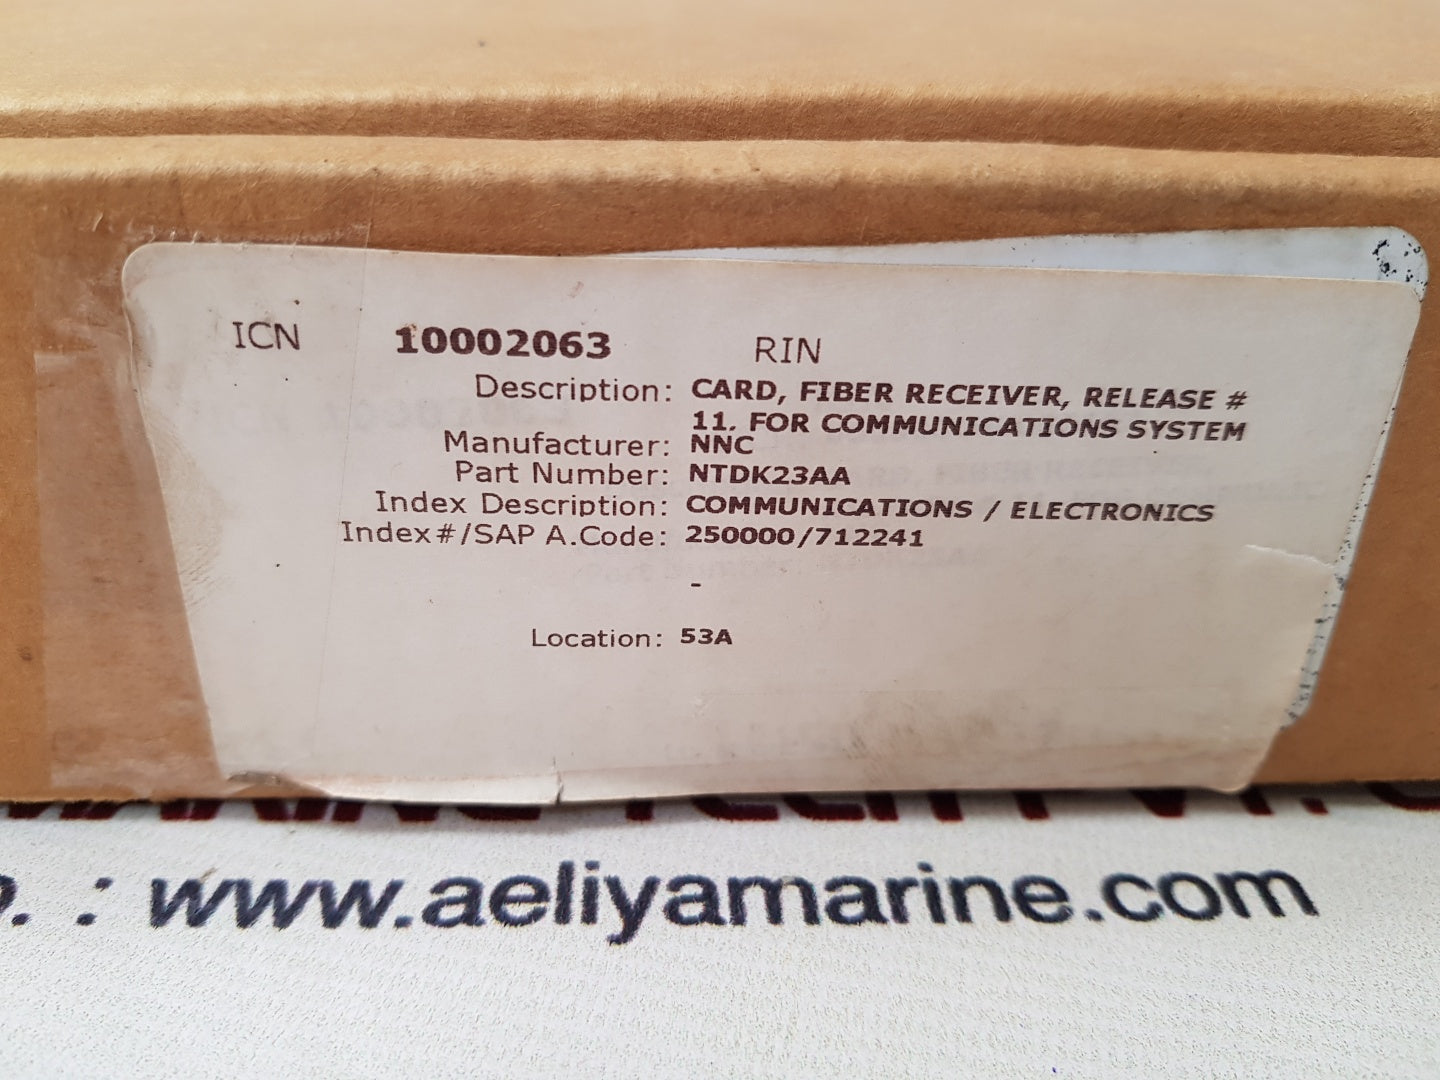 ICN 10002063 RIN
Description: CARD, FIBER RECEIVER, RELEASE #
11. FOR COMMUNICATIONS SYSTEM
Manufacturer: NNC
Part Number: NTDK23AA
Index Description: COMMUNICATIONS / ELECTRONICS
Index#/SAP A.Code: 250000/712241
-
Location: 53A
: www.aeliyamarine.com